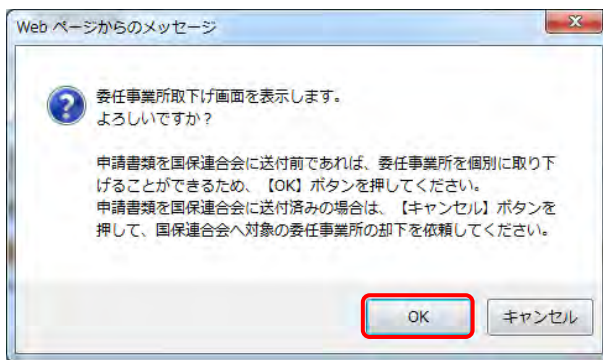 Web ページからのメッセージ
委任事業所取下げ画面を表示します。
よろしいですか？
申請書類を国保連合会に送付前であれば、委任事業所を個別に取り下
げることができるため、【OK】ボタンを押してください。
申請書類を国保連合会に送付済みの場合は、【キャンセル】ボタンを
押して、国保連合会へ対象の委任事業所の却下を依頼してください。
OK
キャンセル